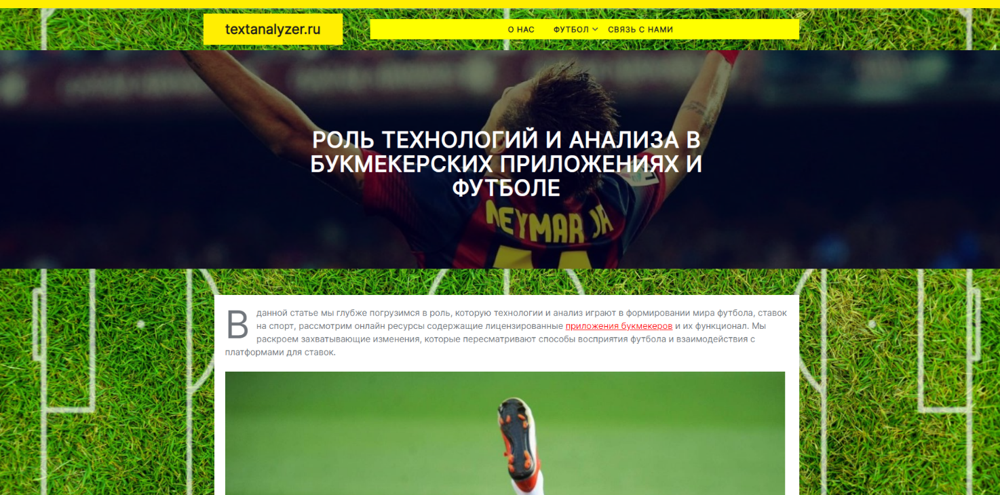 textanalyzer.ru
О НАС ФУТБОЛ СВЯЗЬ С НАМИ
РОЛЬ ТЕХНОЛОГИЙ И АНАЛИЗА В
БУКМЕКЕРСКИХ ПРИЛОЖЕНИЯХ И
ФУТБОЛЕ
NEYMAR JR
В данной статье мы глубже погрузимся в роль, которую технологии и анализ играют в формировании мира футбола, ставок
на спорт, рассмотрим онлайн ресурсы содержащие лицензированные приложения букмекеров и их функционал. Мы
раскроем захватывающие изменения, которые пересматривают способы восприятия футбола и взаимодействия с
платформами для ставок.